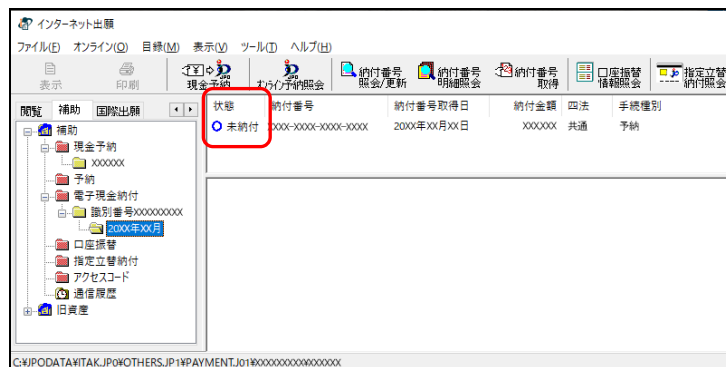 インターネット出願
ファイル(F) オンライン(O) 目録(M) 表示(V) ツール(T) ヘルプ(H)
表示 印刷 現金予納 オンライン予納照会 納付番号照会/更新 納付番号明細照会 納付番号取得 口座振替情報照会 指定立替納付照会
閲覧 補助 国際出願
状態 納付番号 納付番号取得日 納付金額 四法 手続種別
未納付 XXXX-XXXX-XXXX-XXXX 20XX年XX月XX日 XXXXXX 共通 予納
補助
現金予納
XXXXXX
予納
電子現金納付
識別番号XXXXXXXXX
20XX年XX月
口座振替
指定立替納付
アクセスコード
通信履歴
旧資産
C:¥JPODATA¥ITAK.JP0¥OTHERS.JP1¥PAYMENT.J01¥XXXXXXXXX¥XXXXXX